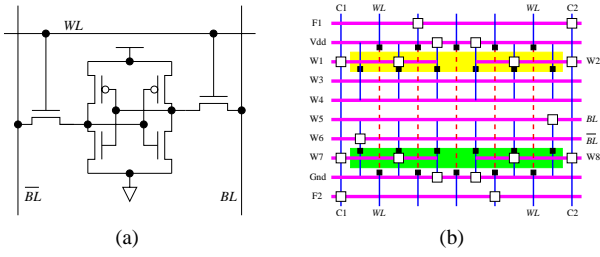 WL
BL
BL
(a)
C1 WL WL C2
F1
Vdd
W1 W2
W3
W4
W5 BL
W6 BL
W7 W8
Gnd
F2
C1 WL WL C2
(b)